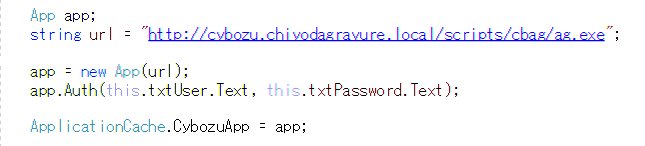 App app;
string url = "http://cybozu.chiyodagravure.local/scripts/cbag/ag.exe";
app = new App(url);
app.Auth(this.txtUser.Text, this.txtPassword.Text);
ApplicationCache.CybozuApp = app;